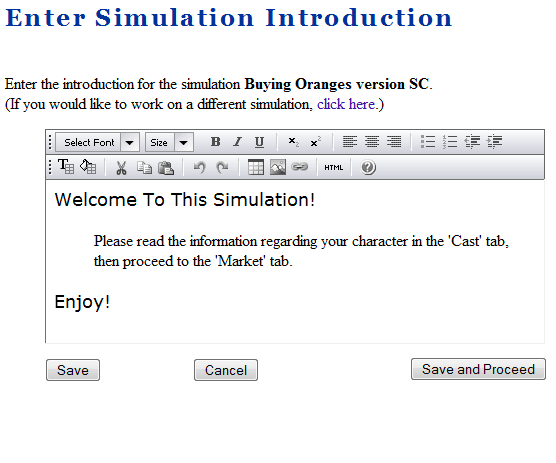 Enter Simulation Introduction
Enter the introduction for the simulation Buying Oranges version SC.
(If you would like to work on a different simulation, click here.)
Select Font Size B I U x₂ x² 
T HTML ?
Welcome To This Simulation!
Please read the information regarding your character in the 'Cast' tab,
then proceed to the 'Market' tab.
Enjoy!
Save Cancel Save and Proceed